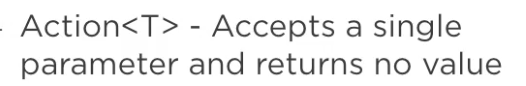 - Action<T> - Accepts a single
parameter and returns no value